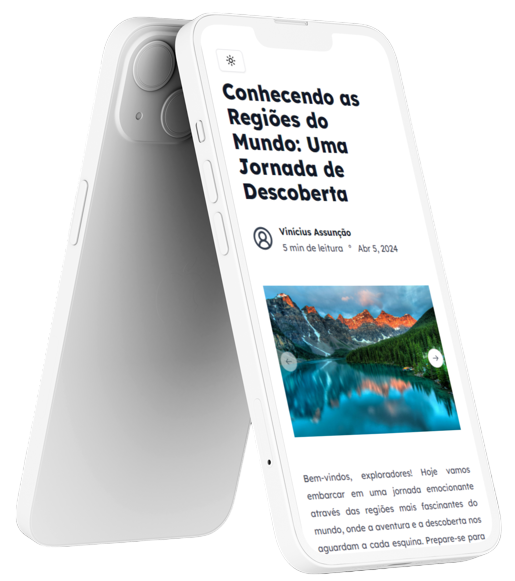 Conhecendo as
Regiões do
Mundo: Uma
Jornada de
Descoberta
Vinicius Assunção
5 min de leitura * Abr 5, 2024
Bem-vindos, exploradores! Hoje vamos
embarcar em uma jornada emocionante
através das regiões mais fascinantes do
mundo, onde a aventura e a descoberta nos
aguardam a cada esquina. Prepare-se para